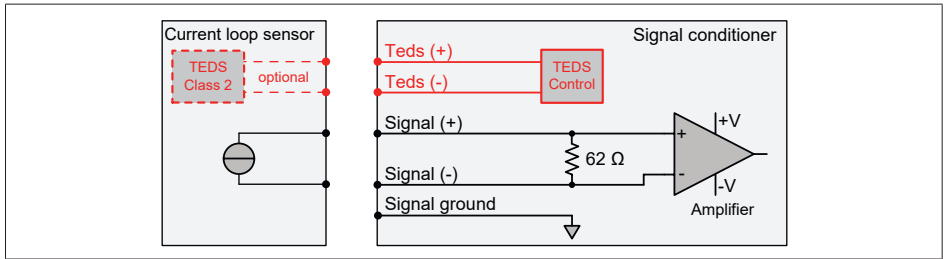 Current loop sensor
TEDS
Class 2
optional
Signal conditioner
Teds (+)
Teds (-)
TEDS
Control
Signal (+)
62 Ω
Signal (-)
Signal ground
+V
+
-
-V
Amplifier